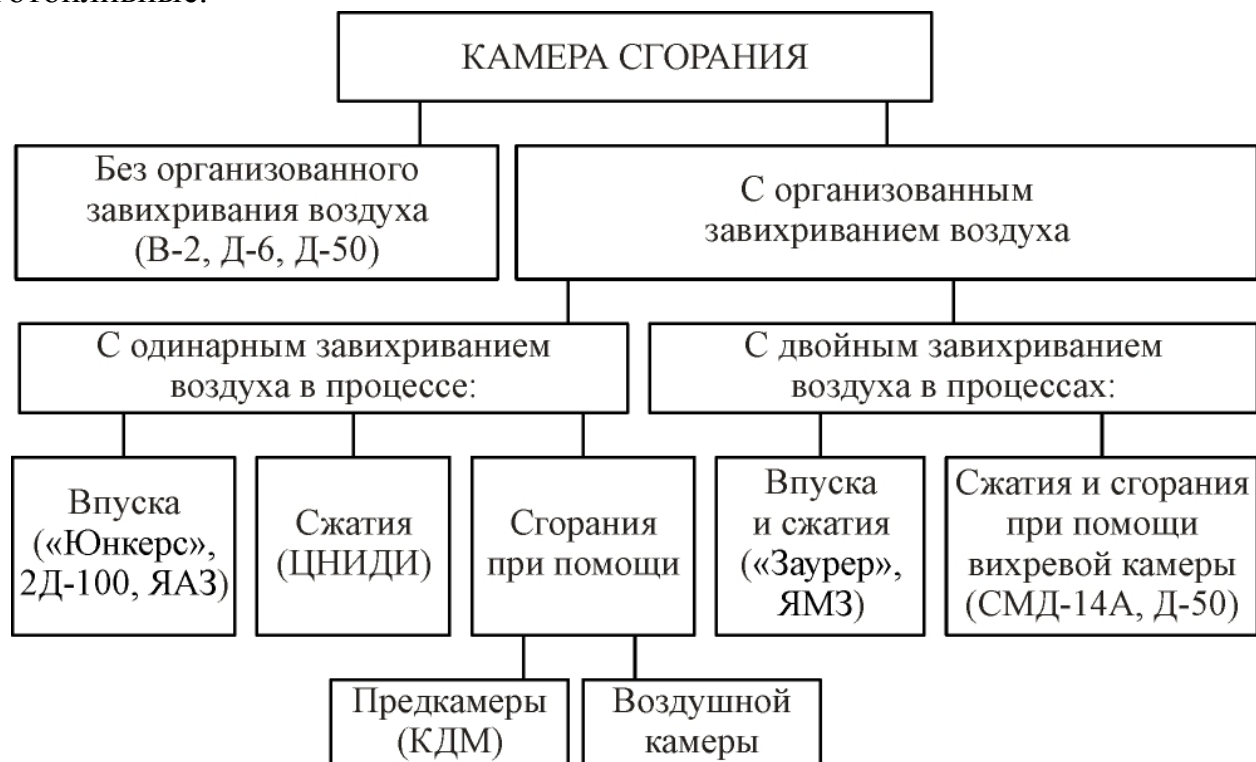 КАМЕРА СГОРАНИЯ
Без организованного
завихривания воздуха
(В-2, Д-6, Д-50)
С организованным
завихриванием воздуха
С одинарным завихриванием
воздуха в процессе:
С двойным завихриванием
воздуха в процессах:
Впуска
(«Юнкерс»,
2Д-100, ЯАЗ)
Сжатия
(ЦНИДИ)
Сгорания
при помощи
Впуска
и сжатия
(«Заурер»,
ЯМЗ)
Сжатия и сгорания
при помощи
вихревой камеры
(СМД-14А, Д-50)
Предкамеры
(КДМ)
Воздушной
камеры